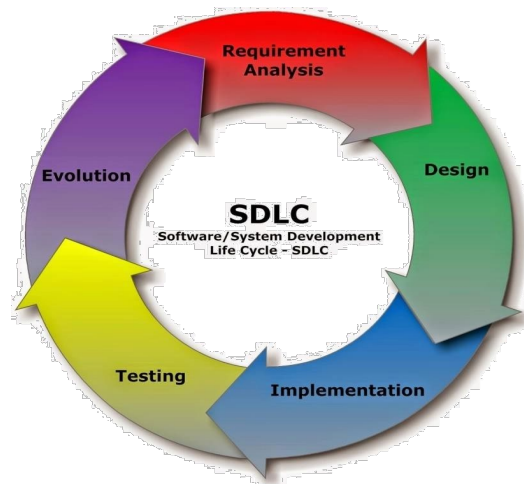 Requirement
Analysis
Design
Implementation
Testing
Evolution
SDLC
Software/System Development
Life Cycle - SDLC